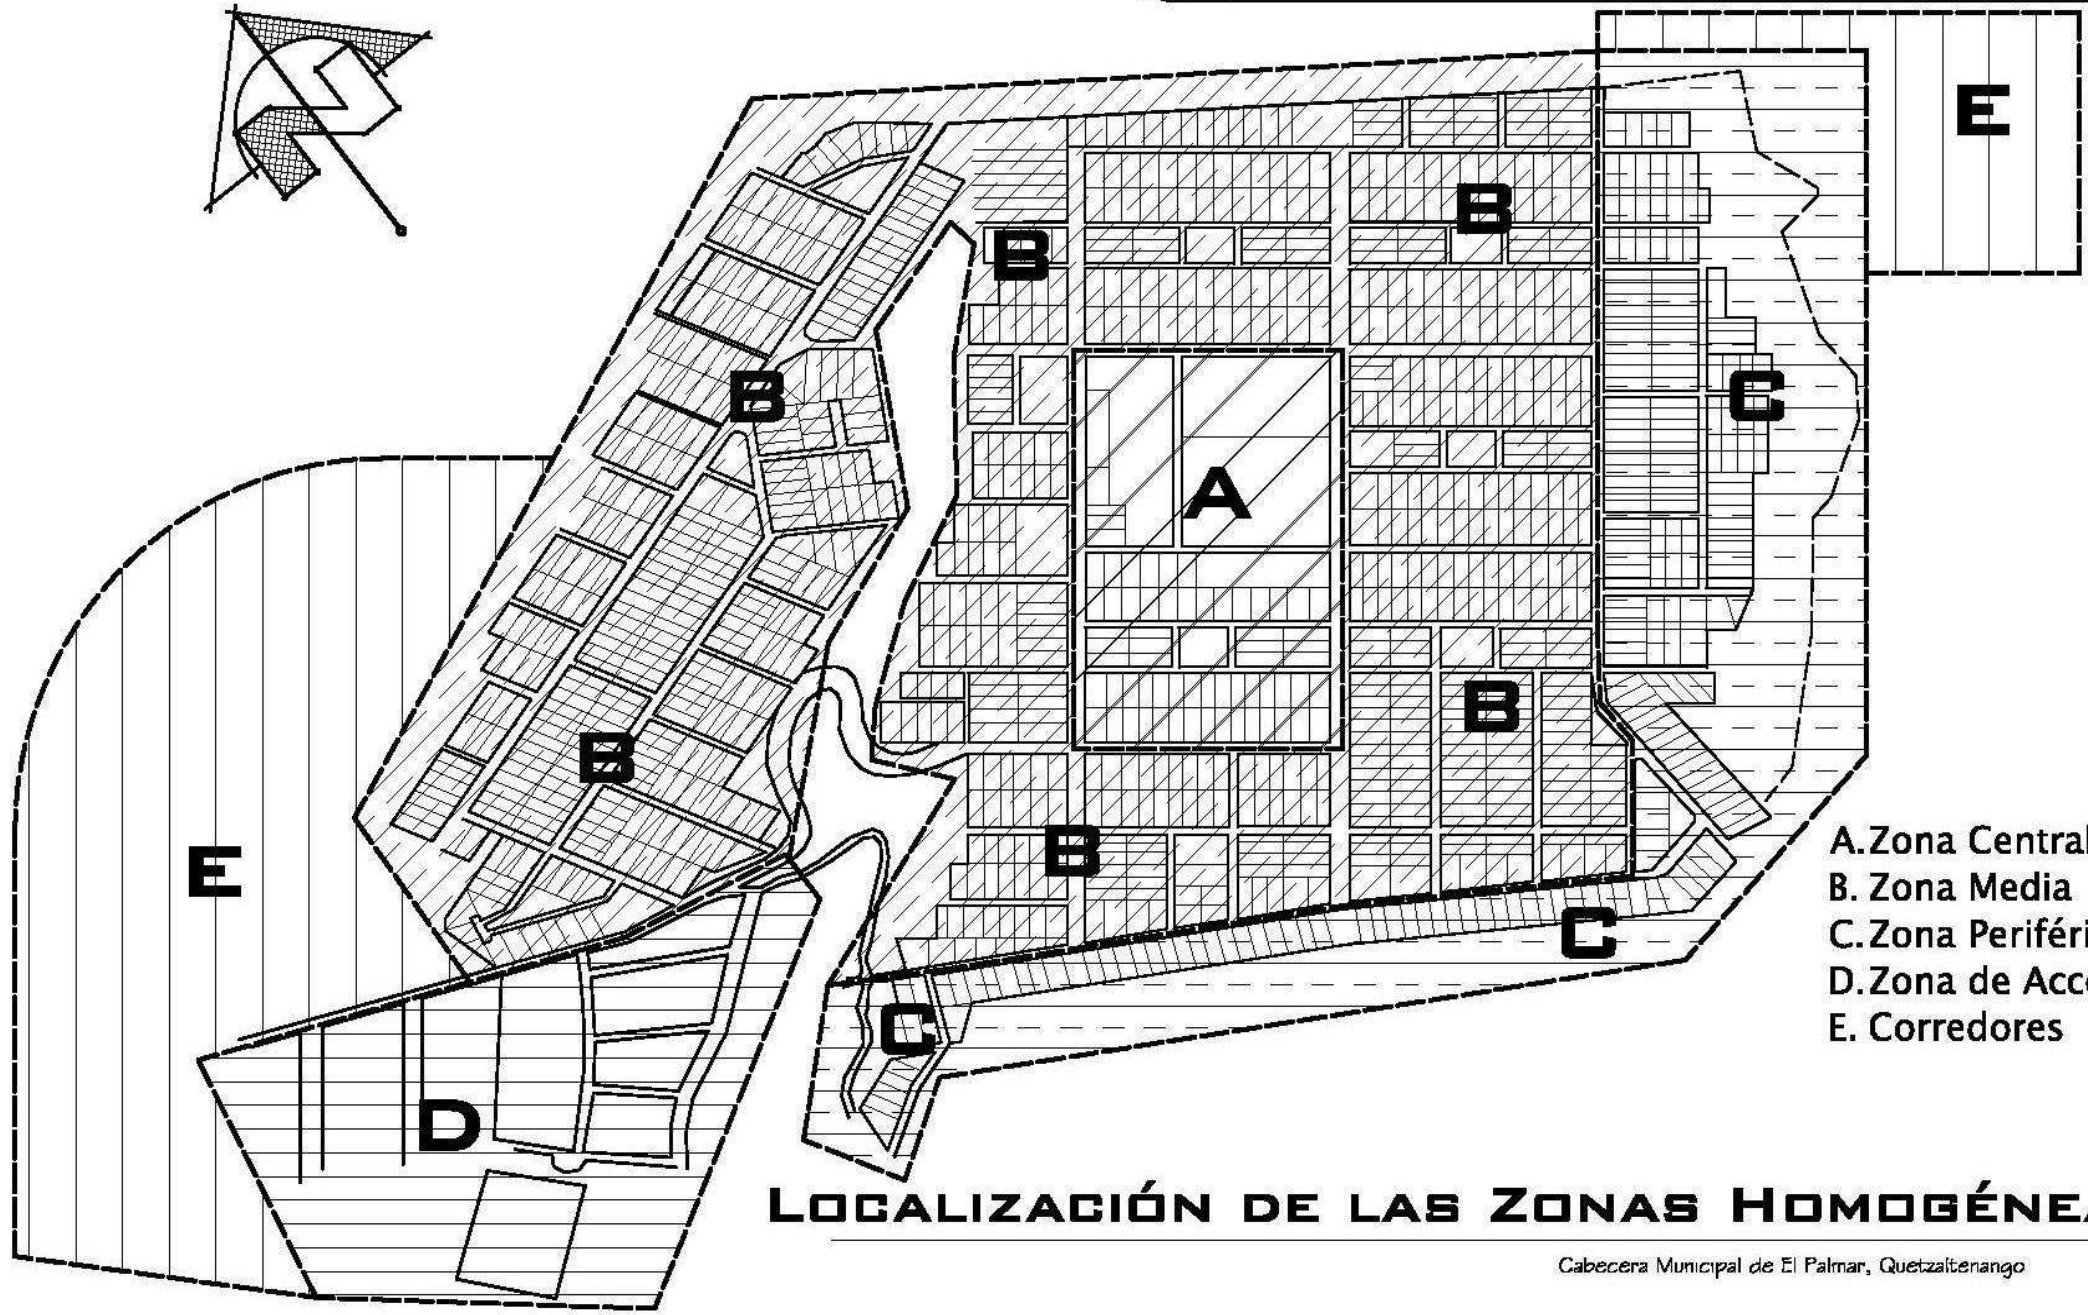 E
B
B
B
C
A
B
B
E
B
C
C
D
A.Zona Central
B. Zona Media
C.Zona Periféri
D.Zona de Acc
E. Corredores
LOCALIZACIÓN DE LAS ZONAS HOMOGÉNEA
Cabecera Municipal de El Palmar, Quetzaltenango